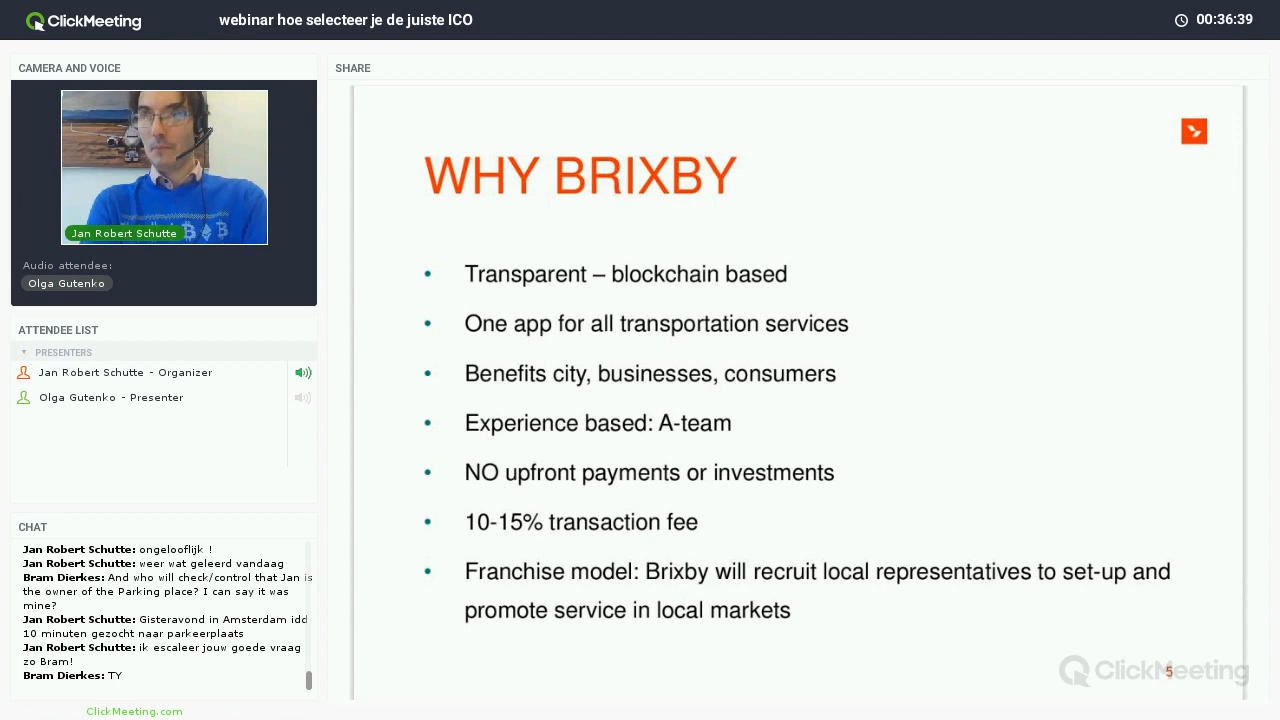 ClickMeeting
webinar hoe selecteer je de juiste ICO
00:36:39
CAMERA AND VOICE
Jan Robert Schutte
Audio attendee:
Olga Gutenko
ATTENDEE LIST
PRESENTERS
Jan Robert Schutte - Organizer
Olga Gutenko - Presenter
CHAT
Jan Robert Schutte: ongelooflijk !
Jan Robert Schutte: weer wat geleerd vandaag
Bram Dierkes: And who will check/control that Jan is
the owner of the Parking place? I can say it was
mine?
Jan Robert Schutte: Gisteravond in Amsterdam idd
10 minuten gezocht naar parkeerplaats
Jan Robert Schutte: ik escaleer jouw goede vraag
zo Bram!
Bram Dierkes: TY
ClickMeeting.com
SHARE
WHY BRIXBY
• Transparent – blockchain based
• One app for all transportation services
• Benefits city, businesses, consumers
• Experience based: A-team
• NO upfront payments or investments
• 10-15% transaction fee
• Franchise model: Brixby will recruit local representatives to set-up and
promote service in local markets
ClickMeeting
5